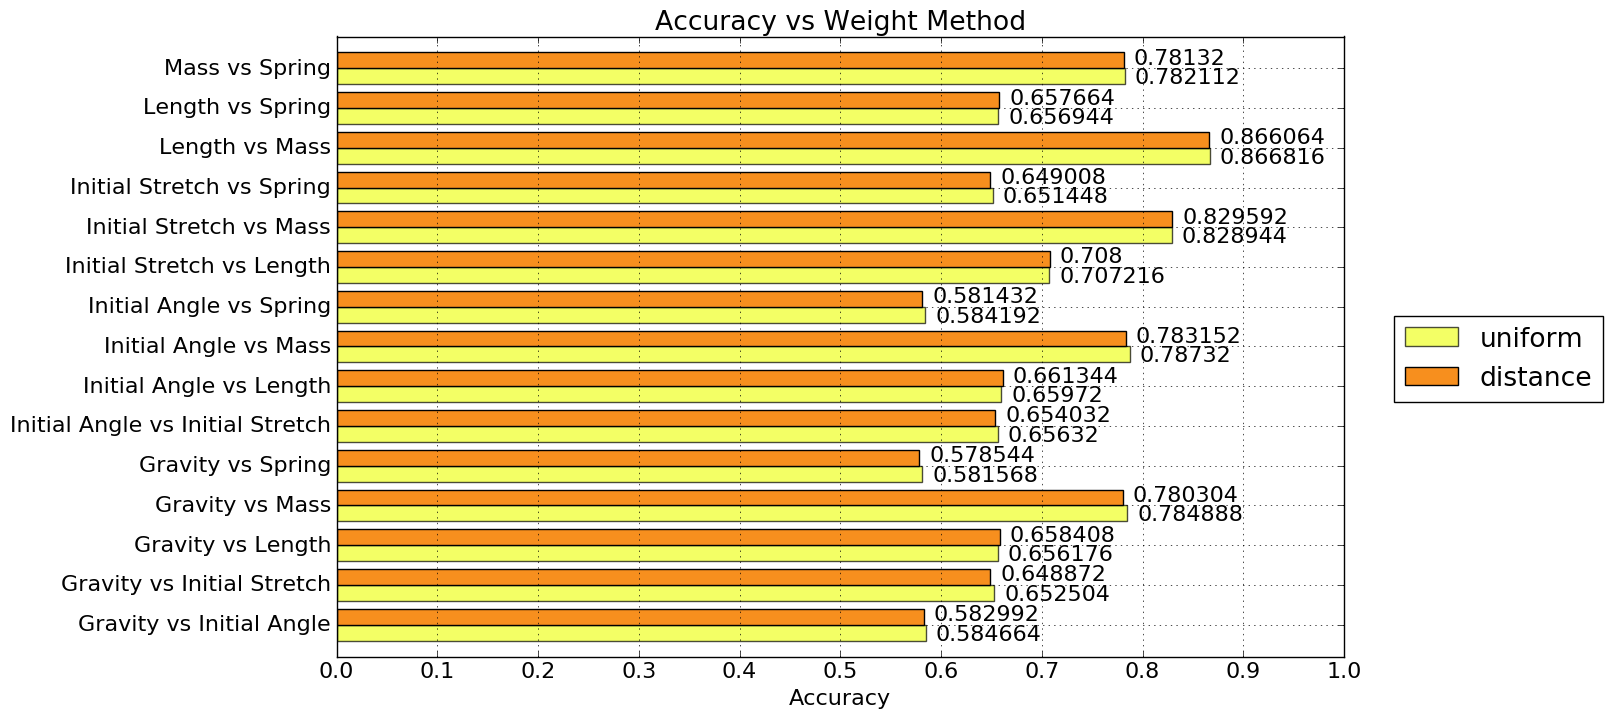 Accuracy vs Weight Method
Mass vs Spring
0.78132
0.782112
Length vs Spring
0.657664
0.656944
Length vs Mass
0.866064
0.866816
Initial Stretch vs Spring
0.649008
0.651448
Initial Stretch vs Mass
0.829592
0.828944
Initial Stretch vs Length
0.708
0.707216
Initial Angle vs Spring
0.581432
0.584192
Initial Angle vs Mass
0.783152
0.78732
Initial Angle vs Length
0.661344
0.65972
Initial Angle vs Initial Stretch
0.654032
0.65632
Gravity vs Spring
0.578544
0.581568
Gravity vs Mass
0.780304
0.784888
Gravity vs Length
0.658408
0.656176
Gravity vs Initial Stretch
0.648872
0.652504
Gravity vs Initial Angle
0.582992
0.584664
0.0 0.1 0.2 0.3 0.4 0.5 0.6 0.7 0.8 0.9 1.0
Accuracy
uniform
distance